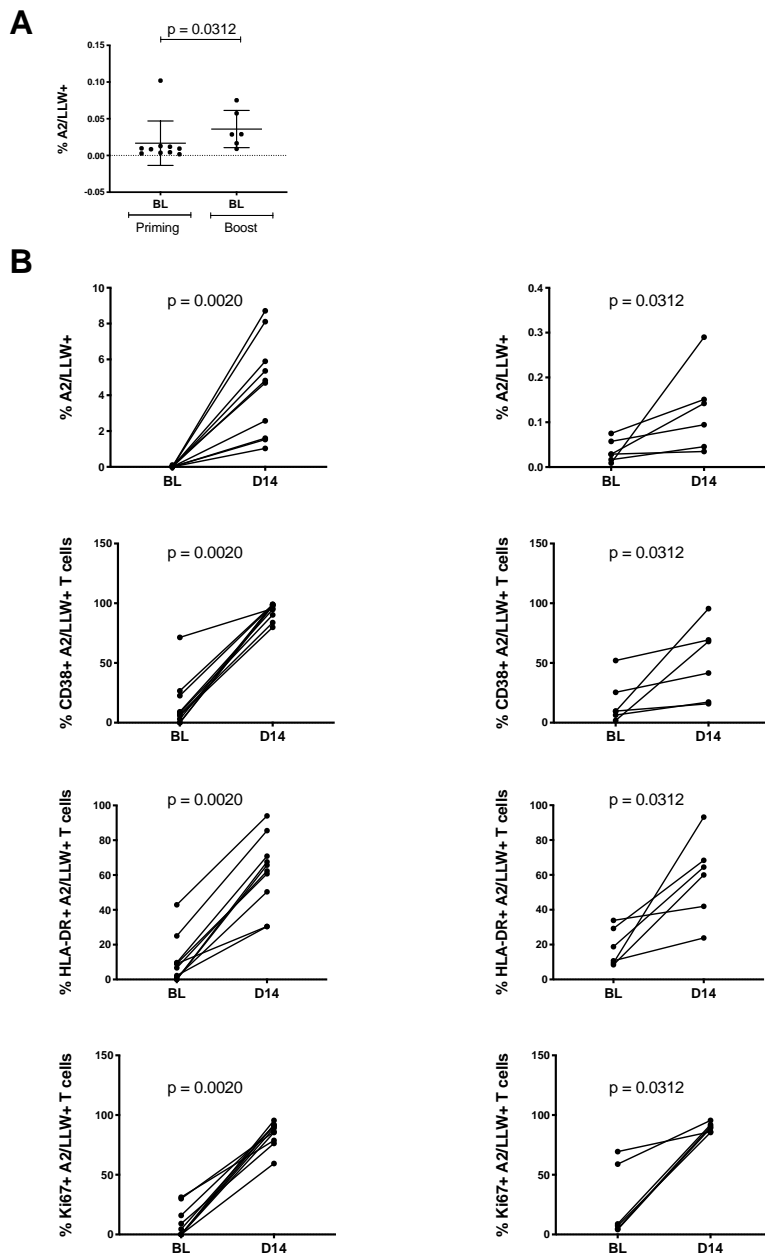 A
p = 0.0312
% A2/LLW+
0.15
0.10
0.05
0.00
-0.05
BL BL
Priming Boost
B
p = 0.0020
% A2/LLW+
10
8
6
4
2
0
BL D14
p = 0.0312
% A2/LLW+
0.4
0.3
0.2
0.1
0.0
BL D14
p = 0.0020
% CD38+ A2/LLW+ T cells
150
100
50
0
BL D14
p = 0.0312
% CD38+ A2/LLW+ T cells
150
100
50
0
BL D14
p = 0.0020
% HLA-DR+ A2/LLW+ T cells
100
80
60
40
20
0
BL D14
p = 0.0312
% HLA-DR+ A2/LLW+ T cells
100
80
60
40
20
0
BL D14
p = 0.0020
% Ki67+ A2/LLW+ T cells
150
100
50
0
BL D14
p = 0.0312
% Ki67+ A2/LLW+ T cells
150
100
50
0
BL D14